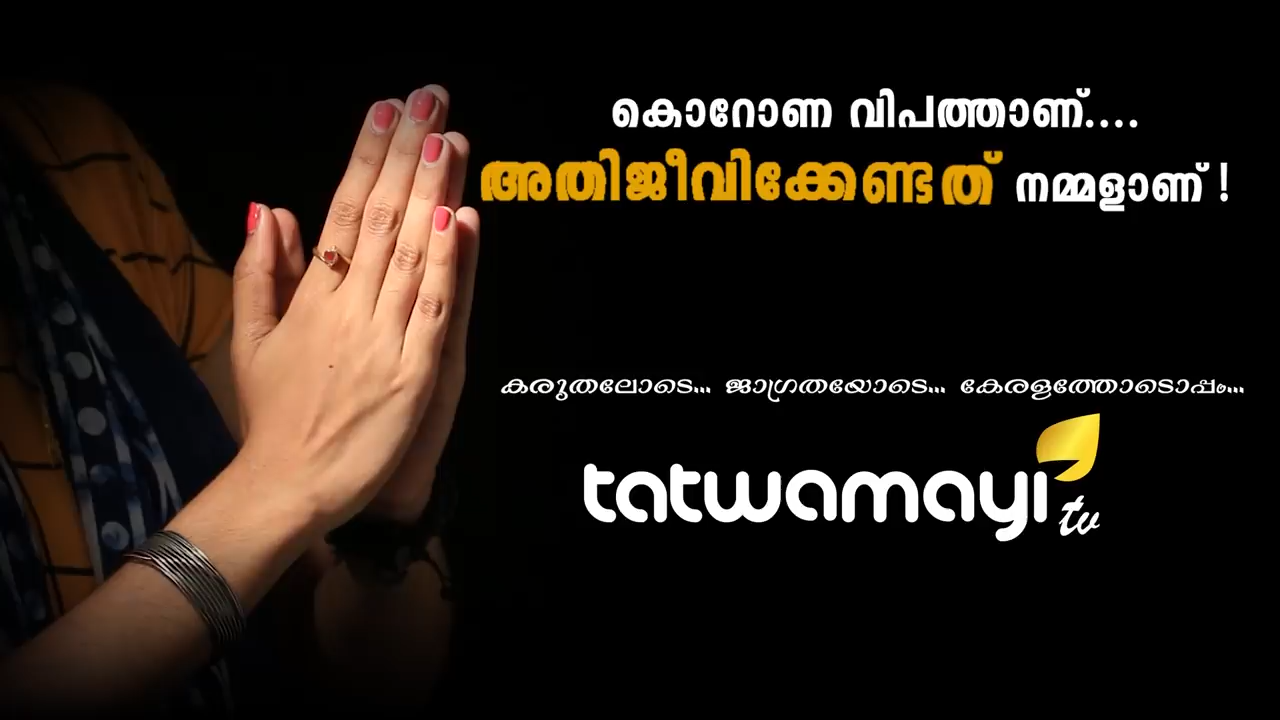 കൊറോണ വിപത്താണ്....
അതിജീവിക്കേണ്ടത് നമ്മളാണ് !
കരുതലോടെ... ജാഗ്രതയോടെ... കേരളത്തോടൊപ്പം...
tatwamayi
tv